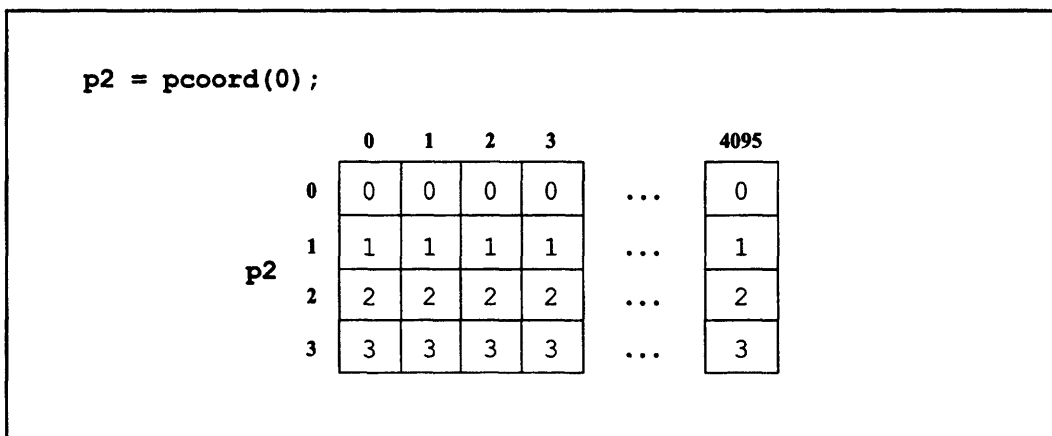 p2 = pcoord(0);
0 1 2 3 4095
0 0 0 0 0 ... 0
1 1 1 1 1 ... 1
p2
2 2 2 2 2 ... 2
3 3 3 3 3 ... 3